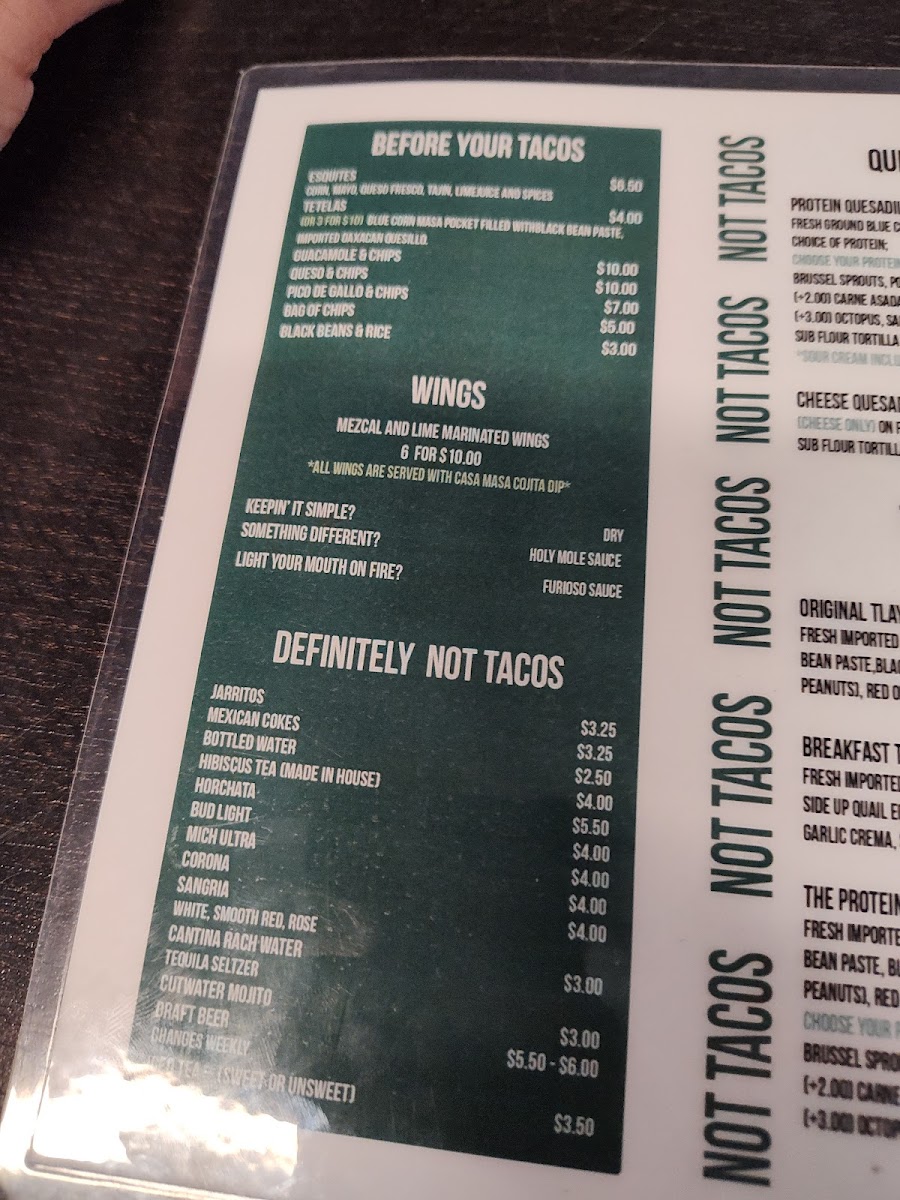 BEFORE YOUR TACOS
ESQUITES $6.50
CORN, MAYO, QUESO FRESCO, TAJIN, LIMEJUICE AND SPICES
TETELAS $4.00
(OR 3 FOR $10) BLUE CORN MASA POCKET FILLED WITHBLACK BEAN PASTE,
IMPORTED OAXACAN QUESILLO.
GUACAMOLE & CHIPS $10.00
QUESO & CHIPS $10.00
PICO DE GALLO & CHIPS $7.00
BAG OF CHIPS $5.00
BLACK BEANS & RICE $3.00
WINGS
MEZCAL AND LIME MARINATED WINGS
6 FOR $10.00
*ALL WINGS ARE SERVED WITH CASA MASA COJITA DIP*
KEEPIN' IT SIMPLE? DRY
SOMETHING DIFFERENT? HOLY MOLE SAUCE
LIGHT YOUR MOUTH ON FIRE? FURIOSO SAUCE
DEFINITELY NOT TACOS
JARRITOS $3.25
MEXICAN COKES $3.25
BOTTLED WATER $2.50
HIBISCUS TEA (MADE IN HOUSE) $4.00
HORCHATA $5.50
BUD LIGHT $4.00
MICH ULTRA $4.00
CORONA $4.00
SANGRIA $4.00
WHITE, SMOOTH RED, ROSE
CANTINA RACH WATER $3.00
TEQUILA SELTZER
CUTWATER MOJITO $3.00
DRAFT BEER $5.50 - $6.00
CHANGES WEEKLY
TEA - (SWEET OR UNSWEET) $3.50
NOT TACOS
NOT TACOS
NOT TACOS
NOT TACOS
NOT TACOS
QU
PROTEIN QUESADI
FRESH GROUND BLUE C
CHOICE OF PROTEIN;
CHOOSE YOUR PROTEIN
BRUSSEL SPROUTS, PO
(+2.00) CARNE ASADA
(+3.00) OCTOPUS, SA
SUB FLOUR TORTILLA
*SOUR CREAM INCLU
CHEESE QUESAD
(CHEESE ONLY) ON F
SUB FLOUR TORTILL
ORIGINAL TLAY
FRESH IMPORTED
BEAN PASTE,BLA
PEANUTS), RED O
BREAKFAST T
FRESH IMPORTED
SIDE UP QUAIL E
GARLIC CREMA,
THE PROTEIN
FRESH IMPORTE
BEAN PASTE, BL
PEANUTS), RED
CHOOSE YOUR P
BRUSSEL SPRO
(+2.00) CARNE
(+3.00) OCTOP